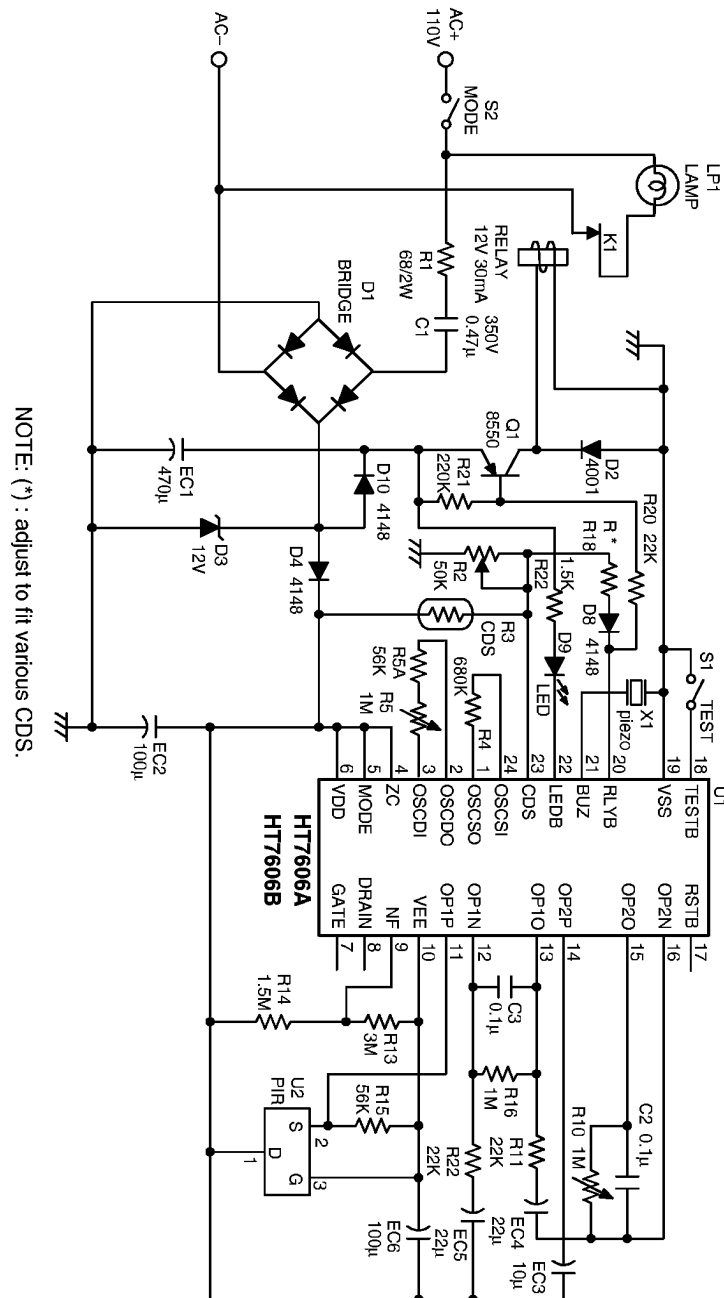 LP1
LAMP
AC+
110V
S2
MODE
AC−
K1
RELAY
12V 30mA
R1
68/2W
350V
0.47µ
C1
D1
BRIDGE
Q1
8550
D2
4001
R20 22K
R21
220K
R *
R18
D8 4148
S1
TEST
X1
piezo
D10 4148
EC1
470µ
D3
12V
D4 4148
R2
50K
R22
1.5K
D9
LED
R3
CDS
R5A
56K
R5
1M
680K
R4
EC2
100µ
U1
18
19
20
21
22
23
24
1
2
3
4
5
6
TESTB
VSS
RLYB
BUZ
LEDB
CDS
OSCSI
OSCSO
OSCDO
OSCDI
ZC
MODE
VDD
HT7606A
HT7606B
RSTB
OP2N
OP2O
OP2P
OP1O
OP1N
OP1P
VEE
NF
DRAIN
GATE
17
16
15
14
13
12
11
10
9
8
7
C3
0.1µ
R16
1M
R11
22K
EC4
22µ
C2 0.1µ
R10 1M
EC3
10µ
R22
22K
EC5
22µ
EC6
100µ
R14
1.5M
R13
3M
R15
56K
U2
PIR
S
D
G
2
1
3
NOTE: (*) : adjust to fit various CDS.